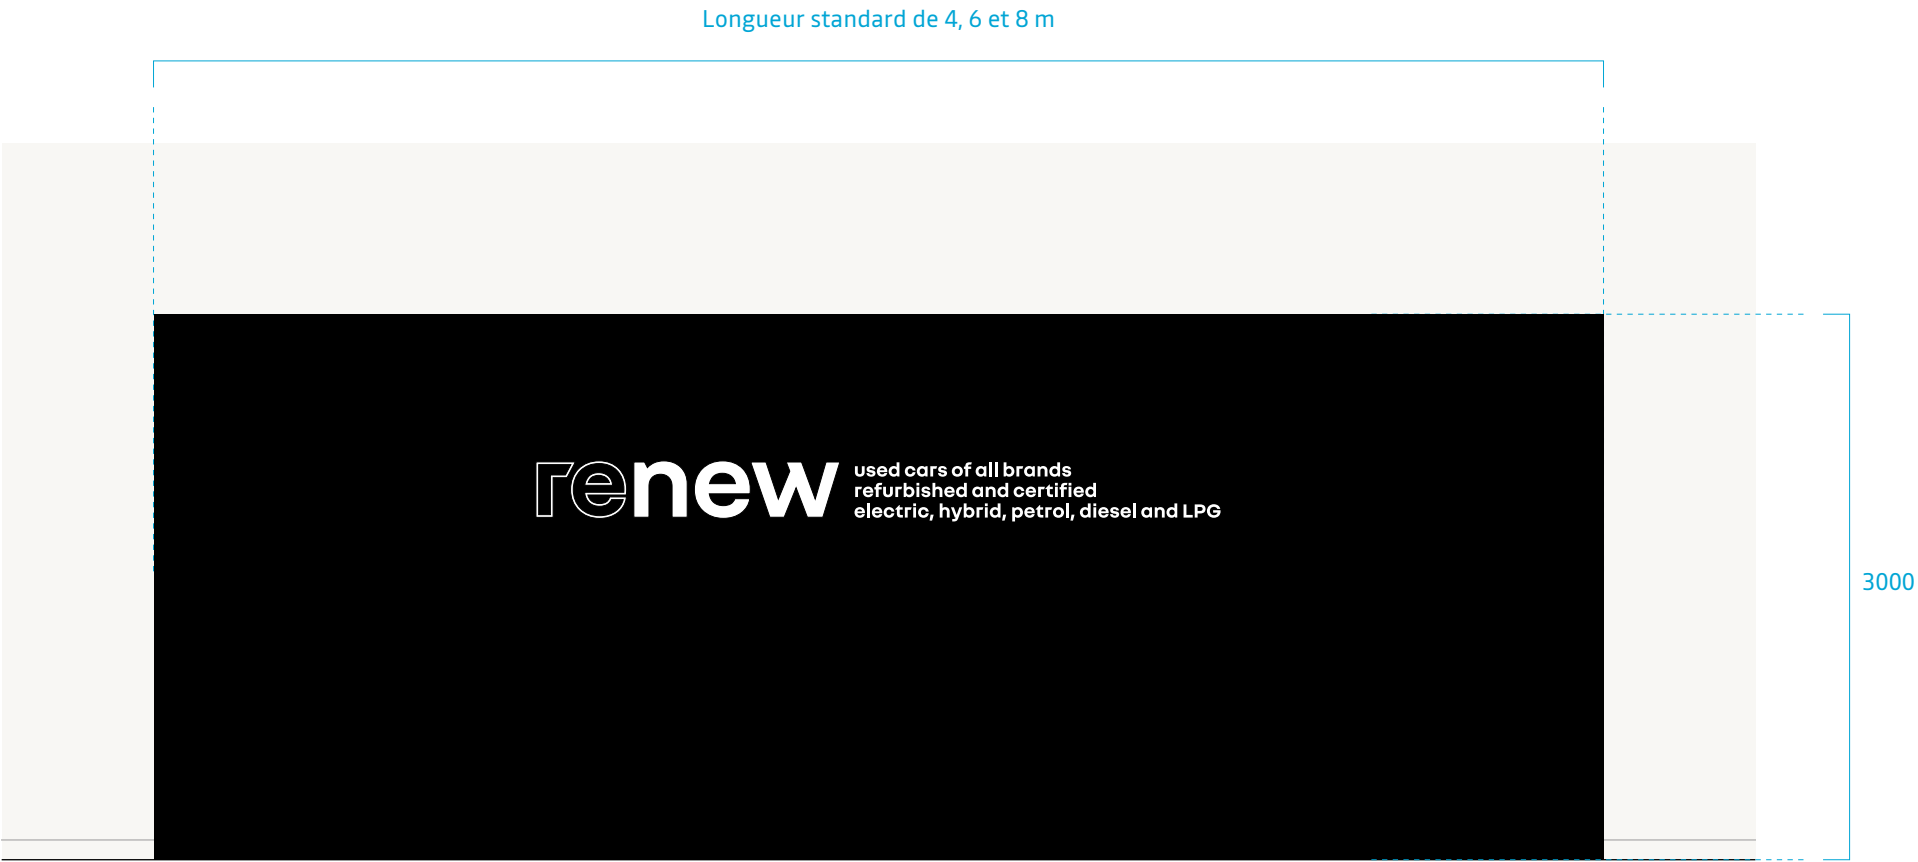 Longueur standard de 4, 6 et 8 m
renew
used cars of all brands
refurbished and certified
electric, hybrid, petrol, diesel and LPG
3000